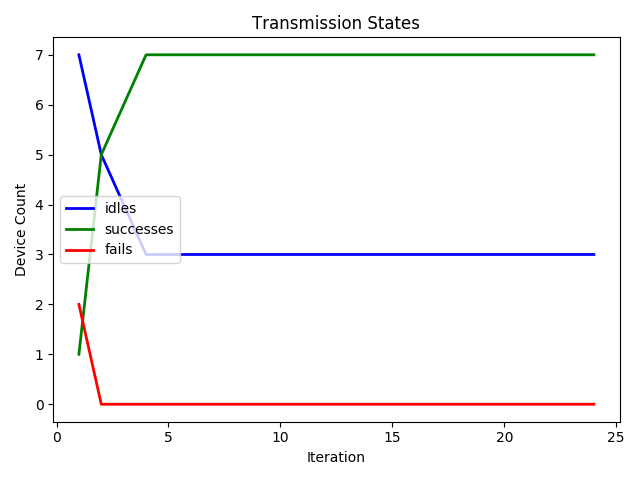 Transmission States
Device Count
7
6
5
4
3
2
1
0
idles
successes
fails
0 5 10 15 20 25
Iteration